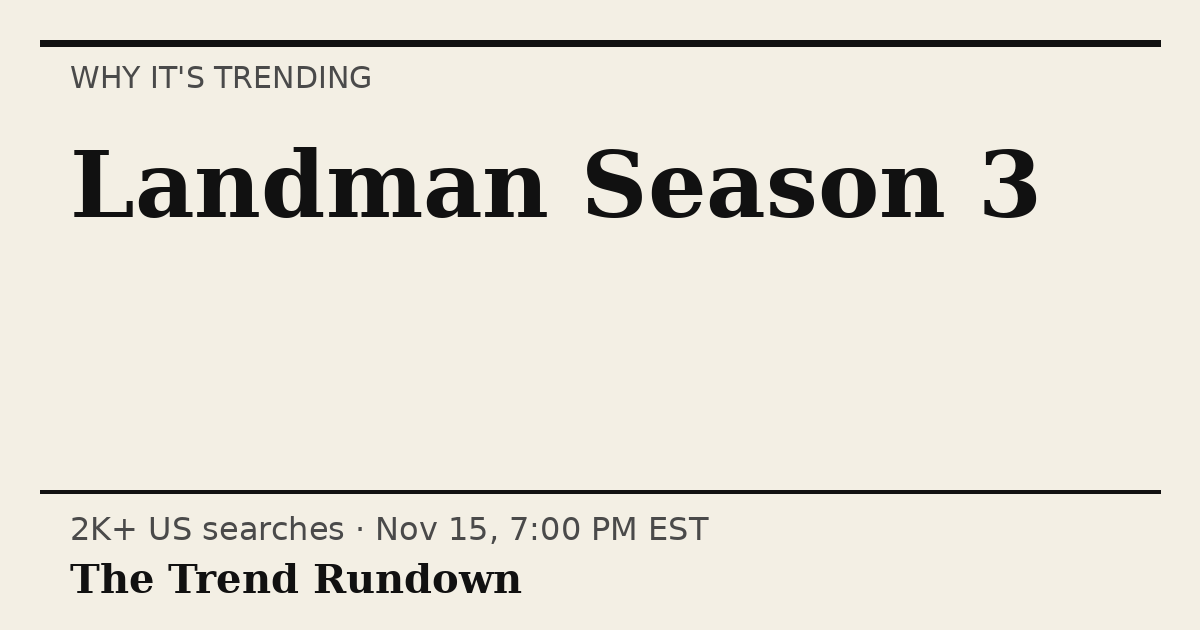 WHY IT'S TRENDING
Landman Season 3
2K+ US searches · Nov 15, 7:00 PM EST
The Trend Rundown